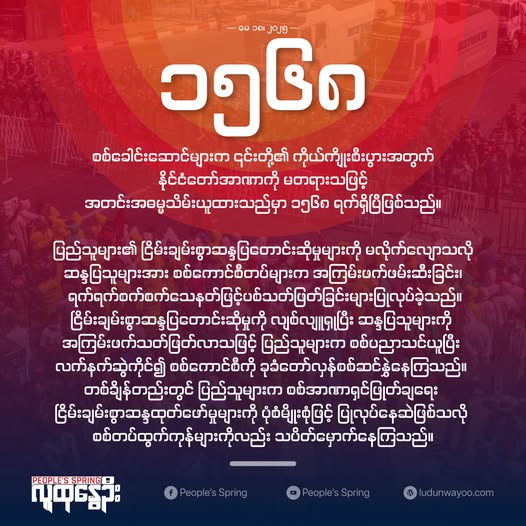 မေ ၁၈၊ ၂၀၂၅
၁၅၆၈
စစ်ခေါင်းဆောင်များက ၎င်းတို့၏ ကိုယ်ကျိုးစီးပွားအတွက်
နိုင်ငံတော်အာဏာကို မတရားသဖြင့်
အတင်းအဓမ္မသိမ်းယူထားသည်မှာ ၁၅၆၈ ရက်ရှိပြီဖြစ်သည်။
ပြည်သူများ၏ ငြိမ်းချမ်းစွာဆန္ဒပြတောင်းဆိုမှုများကို မလိုက်လျောသလို
ဆန္ဒပြသူများအား စစ်ကောင်စီတပ်များက အကြမ်းဖက်ဖမ်းဆီးခြင်း၊
ရက်ရက်စက်စက်သေနတ်ဖြင့်ပစ်သတ်ဖြတ်ခြင်းများပြုလုပ်ခဲ့သည်။
ငြိမ်းချမ်းစွာဆန္ဒပြတောင်းဆိုမှုကို လျစ်လျူရှုပြီး ဆန္ဒပြသူများကို
အကြမ်းဖက်သတ်ဖြတ်လာသဖြင့် ပြည်သူများက စစ်ပညာသင်ယူပြီး
လက်နက်ဆွဲကိုင်၍ စစ်ကောင်စီကို ခုခံတော်လှန်စစ်ဆင်နွှဲနေကြသည်။
တစ်ချိန်တည်းတွင် ပြည်သူများက စစ်အာဏာရှင်ပြုတ်ချရေး
ငြိမ်းချမ်းစွာဆန္ဒထုတ်ဖော်မှုများကို ပုံစံမျိုးစုံဖြင့် ပြုလုပ်နေဆဲဖြစ်သလို
စစ်တပ်ထွက်ကုန်များကိုလည်း သပိတ်မှောက်နေကြသည်။
PEOPLE'S SPRING
လူထုနွေဦး
People's Spring
People's Spring
ludunwayoo.com